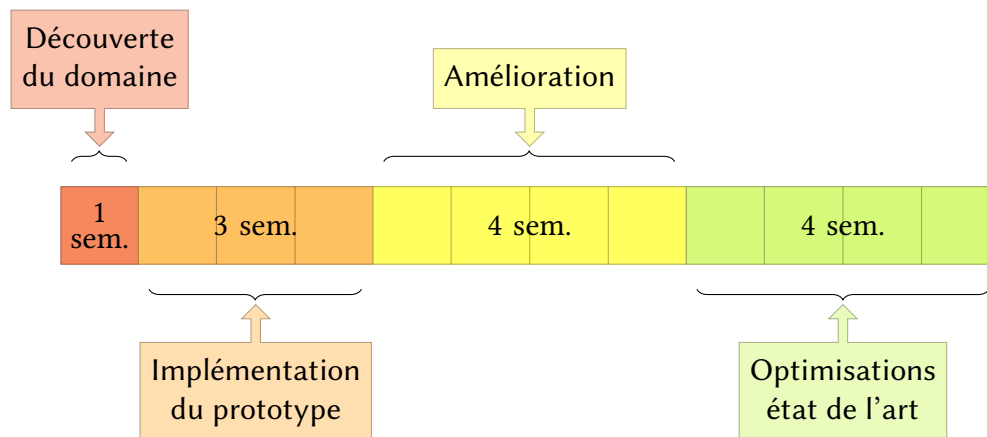 Découverte
du domaine
Amélioration
1
sem.
3 sem.
4 sem.
4 sem.
Implémentation
du prototype
Optimisations
état de l'art